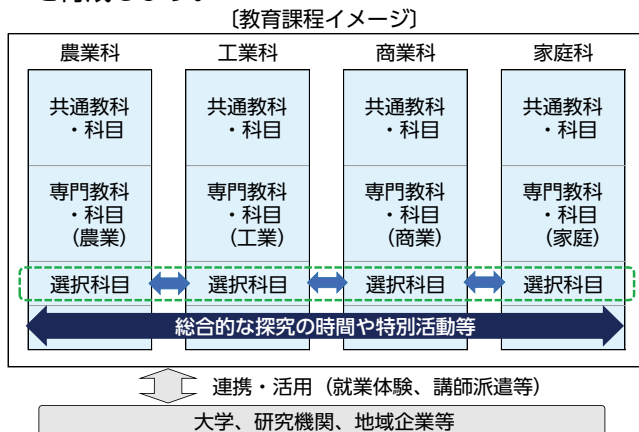 〔教育課程イメージ〕
農業科 工業科 商業科 家庭科
共通教科・科目 共通教科・科目 共通教科・科目 共通教科・科目
専門教科・科目(農業) 専門教科・科目(工業) 専門教科・科目(商業) 専門教科・科目(家庭)
選択科目 選択科目 選択科目 選択科目
総合的な探究の時間や特別活動等
連携・活用(就業体験、講師派遣等)
大学、研究機関、地域企業等